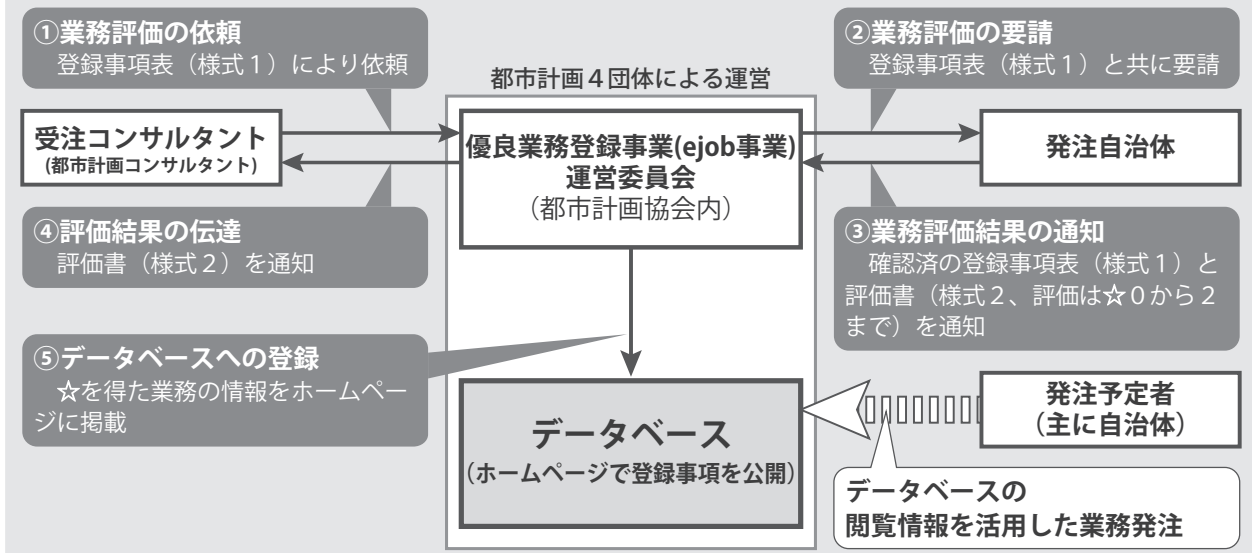 ①業務評価の依頼
登録事項表（様式１）により依頼
②業務評価の要請
登録事項表（様式１）と共に要請
都市計画４団体による運営
受注コンサルタント
(都市計画コンサルタント)
優良業務登録事業(ejob事業)
運営委員会
（都市計画協会内）
発注自治体
④評価結果の伝達
評価書（様式２）を通知
③業務評価結果の通知
確認済の登録事項表（様式１）と
評価書（様式２、評価は☆０から２
まで）を通知
⑤データベースへの登録
☆を得た業務の情報をホームペー
ジに掲載
データベース
（ホームページで登録事項を公開）
発注予定者
（主に自治体）
データベースの
閲覧情報を活用した業務発注